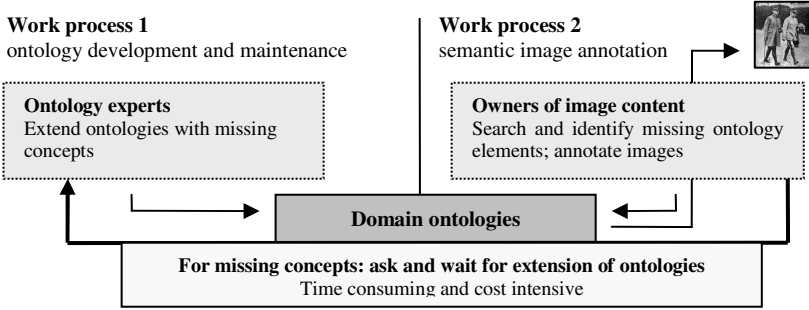 Work process 1
ontology development and maintenance
Work process 2
semantic image annotation
Ontology experts
Extend ontologies with missing
concepts
Owners of image content
Search and identify missing ontology
elements; annotate images
Domain ontologies
For missing concepts: ask and wait for extension of ontologies
Time consuming and cost intensive